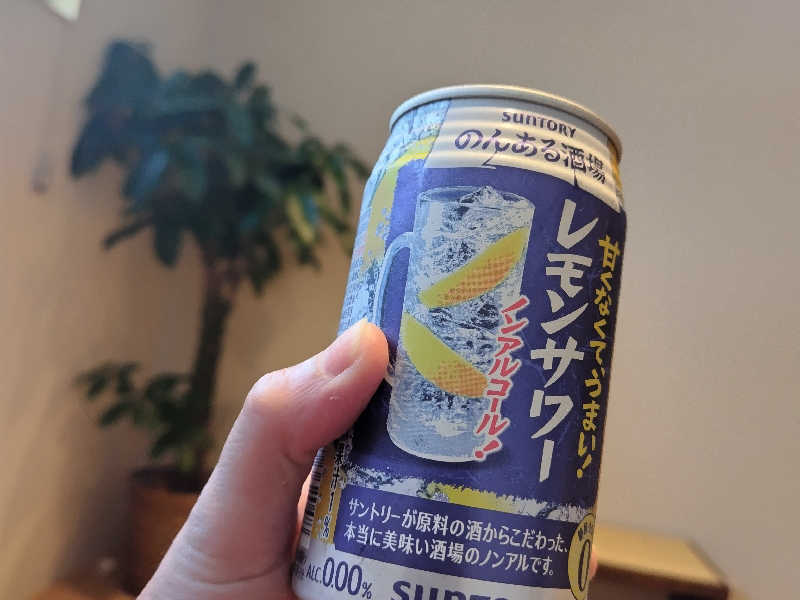 SUNTORY
のんある酒場
レモンサワー
甘くなくて、うまい!
ノンアルコール!
サントリーが原料の酒からこだわった、
本当に美味い酒場のノンアルです。
ALC.0.00%